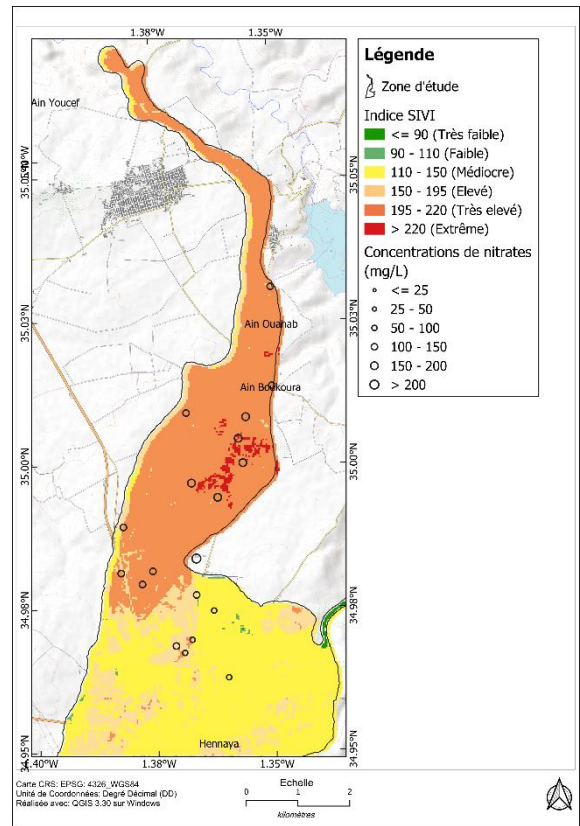 1.38°W 1.35°W
Légende
Zone d'étude
Indice SIVI
<= 90 (Très faible)
90 - 110 (Faible)
110 - 150 (Médiocre)
150 - 195 (Elevé)
195 - 220 (Très elevé)
> 220 (Extrême)
Concentrations de nitrates
(mg/L)
<= 25
25 - 50
50 - 100
100 - 150
150 - 200
> 200
Ain Youcef
35.05°N 35.05°N
35.03°N 35.03°N
Ain Ouahab
Ain Boukoura
35.00°N 35.00°N
34.98°N 34.98°N
Hennaya
34.95°N 34.95°N
1.40°W 1.38°W 1.35°W
Carte CRS: EPSG: 4326_WGS84
Unité de Coordonnées: Degré Décimal (DD)
Réalisée avec: QGIS 3.30 sur Windows
Echelle
0 1 2
kilomètres